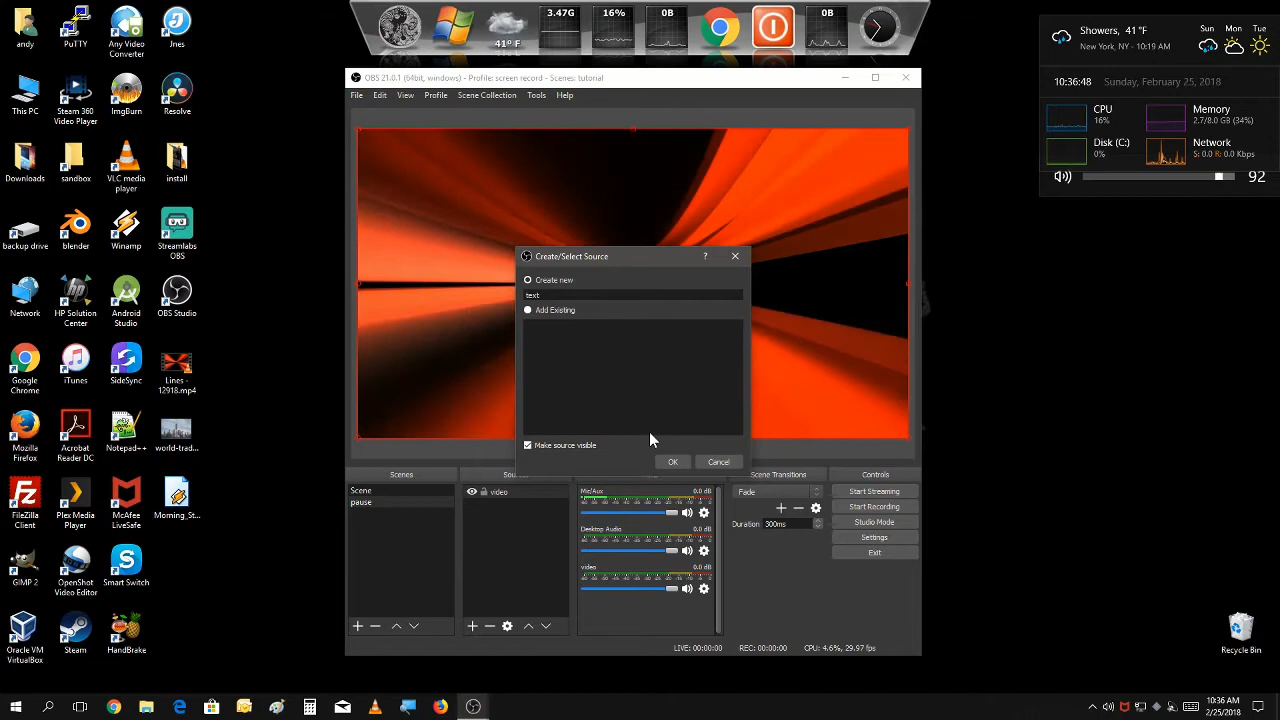 andy
PuTTY
Any Video
Converter
Jnes
This PC
Steam 360
Video Player
ImgBurn
Resolve
Downloads
sandbox
VLC media
player
install
backup drive
blender
Winamp
Streamlabs
OBS
Network
HP Solution
Center
Android
Studio
OBS Studio
Google
Chrome
iTunes
SideSync
Lines -
12918.mp4
Mozilla
Firefox
Acrobat
Reader DC
Notepad++
world-trad...
FileZilla
Client
Plex Media
Player
McAfee
LiveSafe
Morning_St...
GIMP 2
OpenShot
Video Editor
Smart Switch
Oracle VM
VirtualBox
Steam
HandBrake
41° F
3.47G
16%
0B
0B
Showers, 41°F
New York, NY - 10:19 AM
Sun
Mon
Tue
10:36:48
Sunday, February 25, 2018
CPU
16%
Memory
2.7/8.0 GB (34%)
Disk (C:)
0%
Network
S: 0.0 R: 0.0 Kbps
92
OBS 21.0.1 (64bit, windows) - Profile: screen record - Scenes: tutorial
File Edit View Profile Scene Collection Tools Help
Create/Select Source
?
Create new
text
Add Existing
Make source visible
OK
Cancel
Scenes
Scene
pause
video
Mic/Aux
0.0 dB
Desktop Audio
0.0 dB
video
0.0 dB
Scene Transitions
Fade
Duration 300ms
Controls
Start Streaming
Start Recording
Studio Mode
Settings
Exit
LIVE: 00:00:00
REC: 00:00:00
CPU: 4.6%, 29.97 fps
Recycle Bin
10:36 AM
2/25/2018